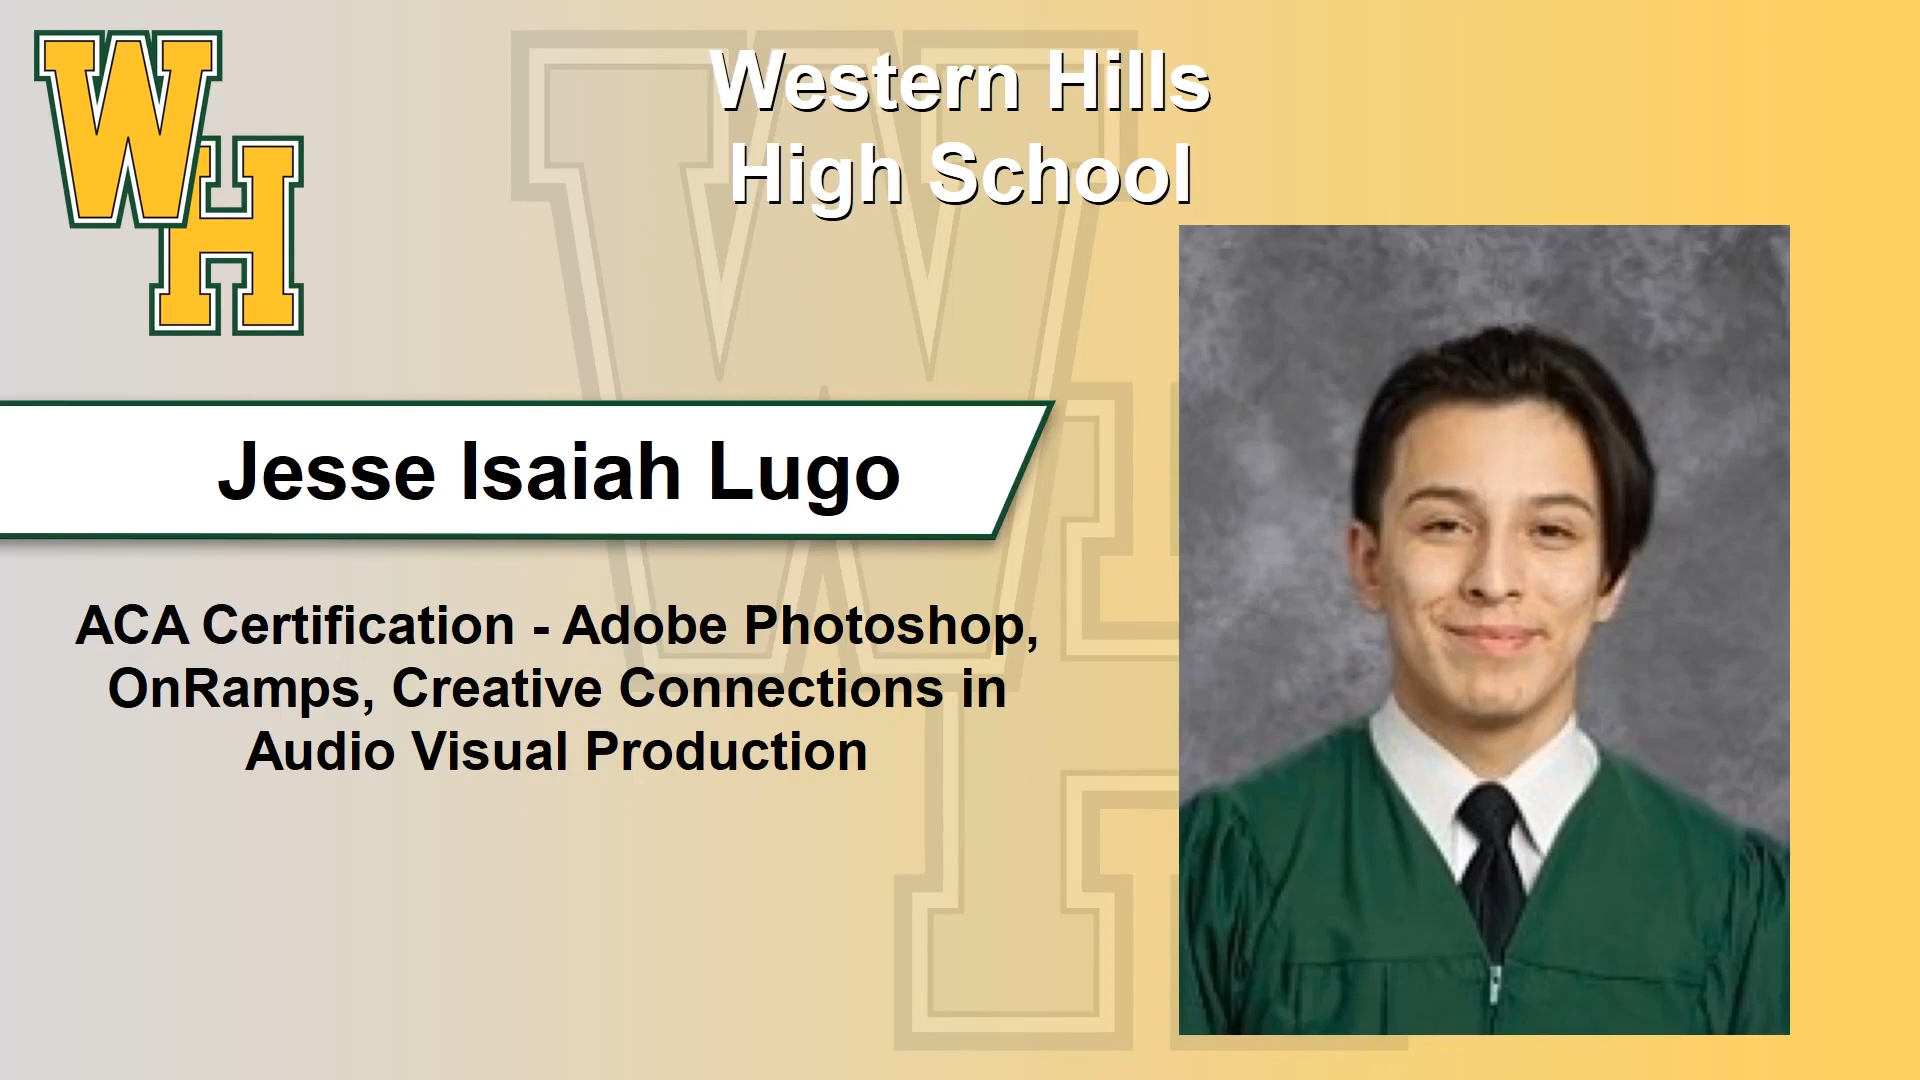 WH
Western Hills
High School
Jesse Isaiah Lugo
ACA Certification - Adobe Photoshop,
OnRamps, Creative Connections in
Audio Visual Production